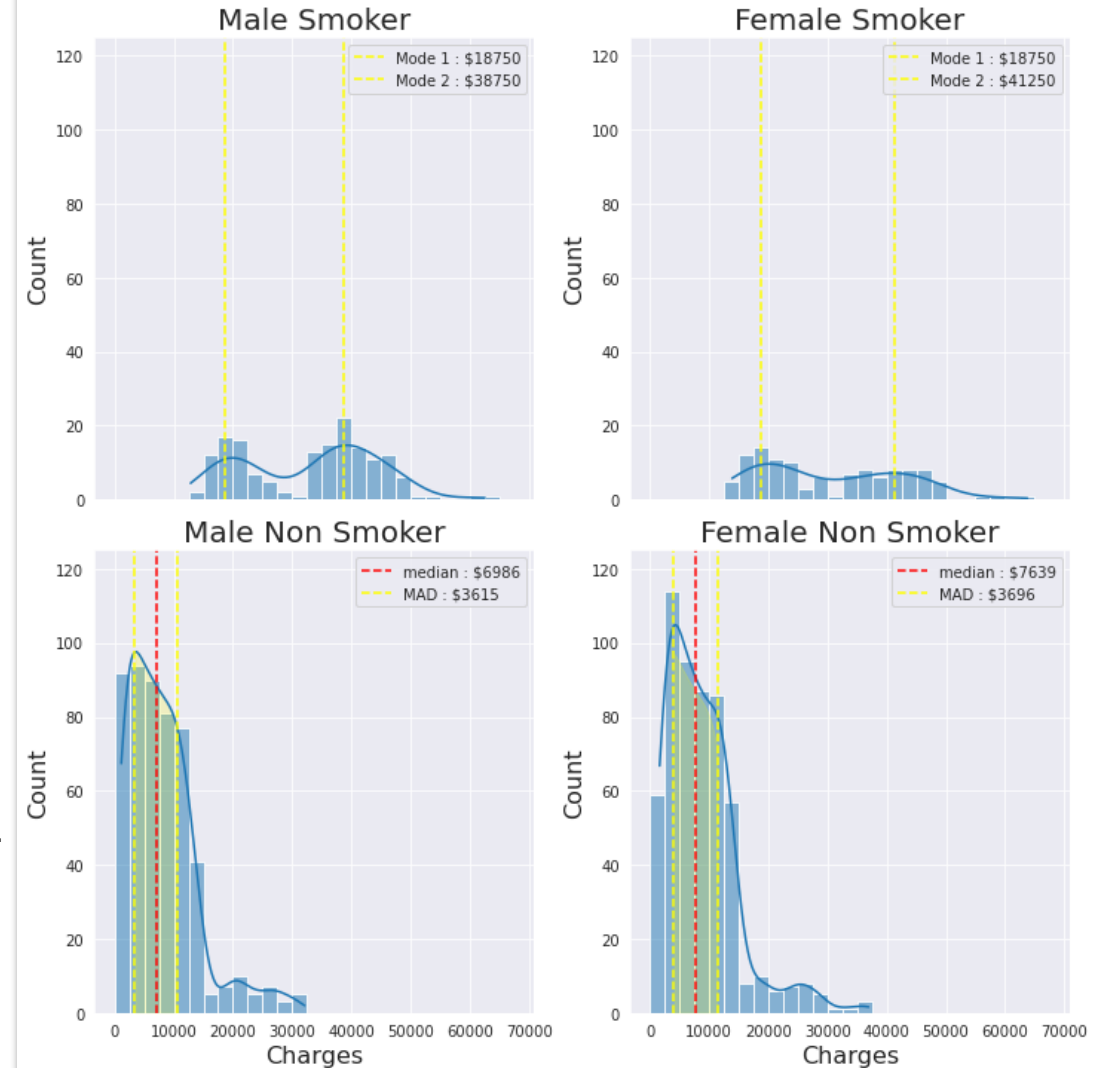 Male Smoker
Mode 1 : $18750
Mode 2 : $38750
120
100
80
60
40
20
0
Count
Female Smoker
Mode 1 : $18750
Mode 2 : $41250
120
100
80
60
40
20
0
Count
Male Non Smoker
median : $6986
MAD : $3615
120
100
80
60
40
20
0
Count
0 10000 20000 30000 40000 50000 60000 70000
Charges
Female Non Smoker
median : $7639
MAD : $3696
120
100
80
60
40
20
0
Count
0 10000 20000 30000 40000 50000 60000 70000
Charges